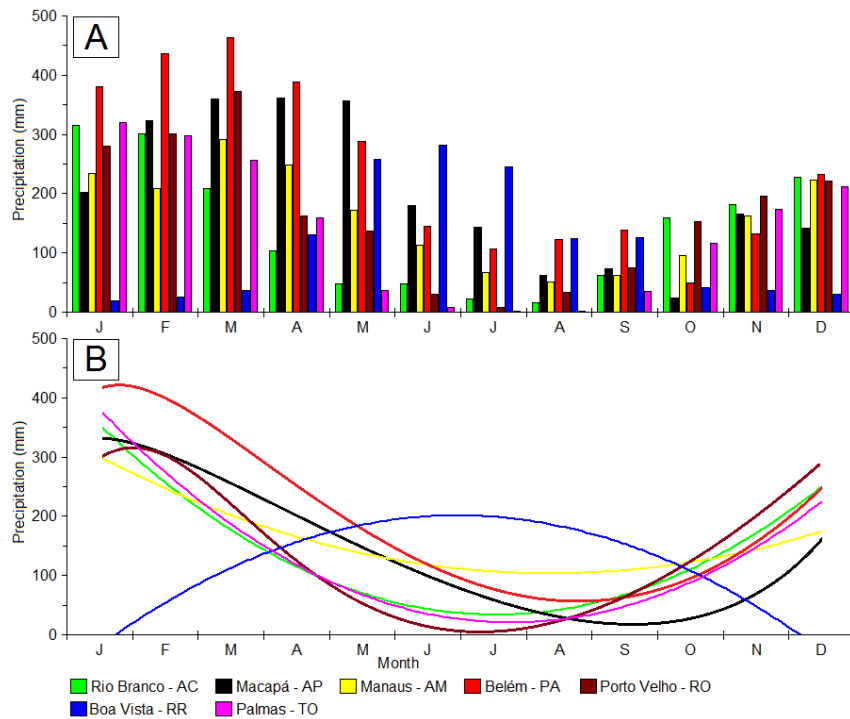 A
Precipitation (mm)
500
400
300
200
100
0
J F M A M J J A S O N D
B
Precipitation (mm)
500
400
300
200
100
0
J F M A M J J A S O N D
Month
Rio Branco - AC Macapá - AP Manaus - AM Belém - PA Porto Velho - RO
Boa Vista - RR Palmas - TO